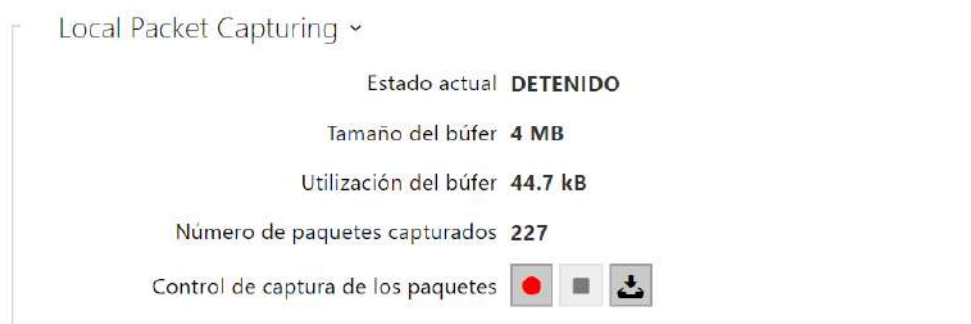 Local Packet Capturing
Estado actual DETENIDO
Tamaño del búfer 4 MB
Utilización del búfer 44.7 kB
Número de paquetes capturados 227
Control de captura de los paquetes